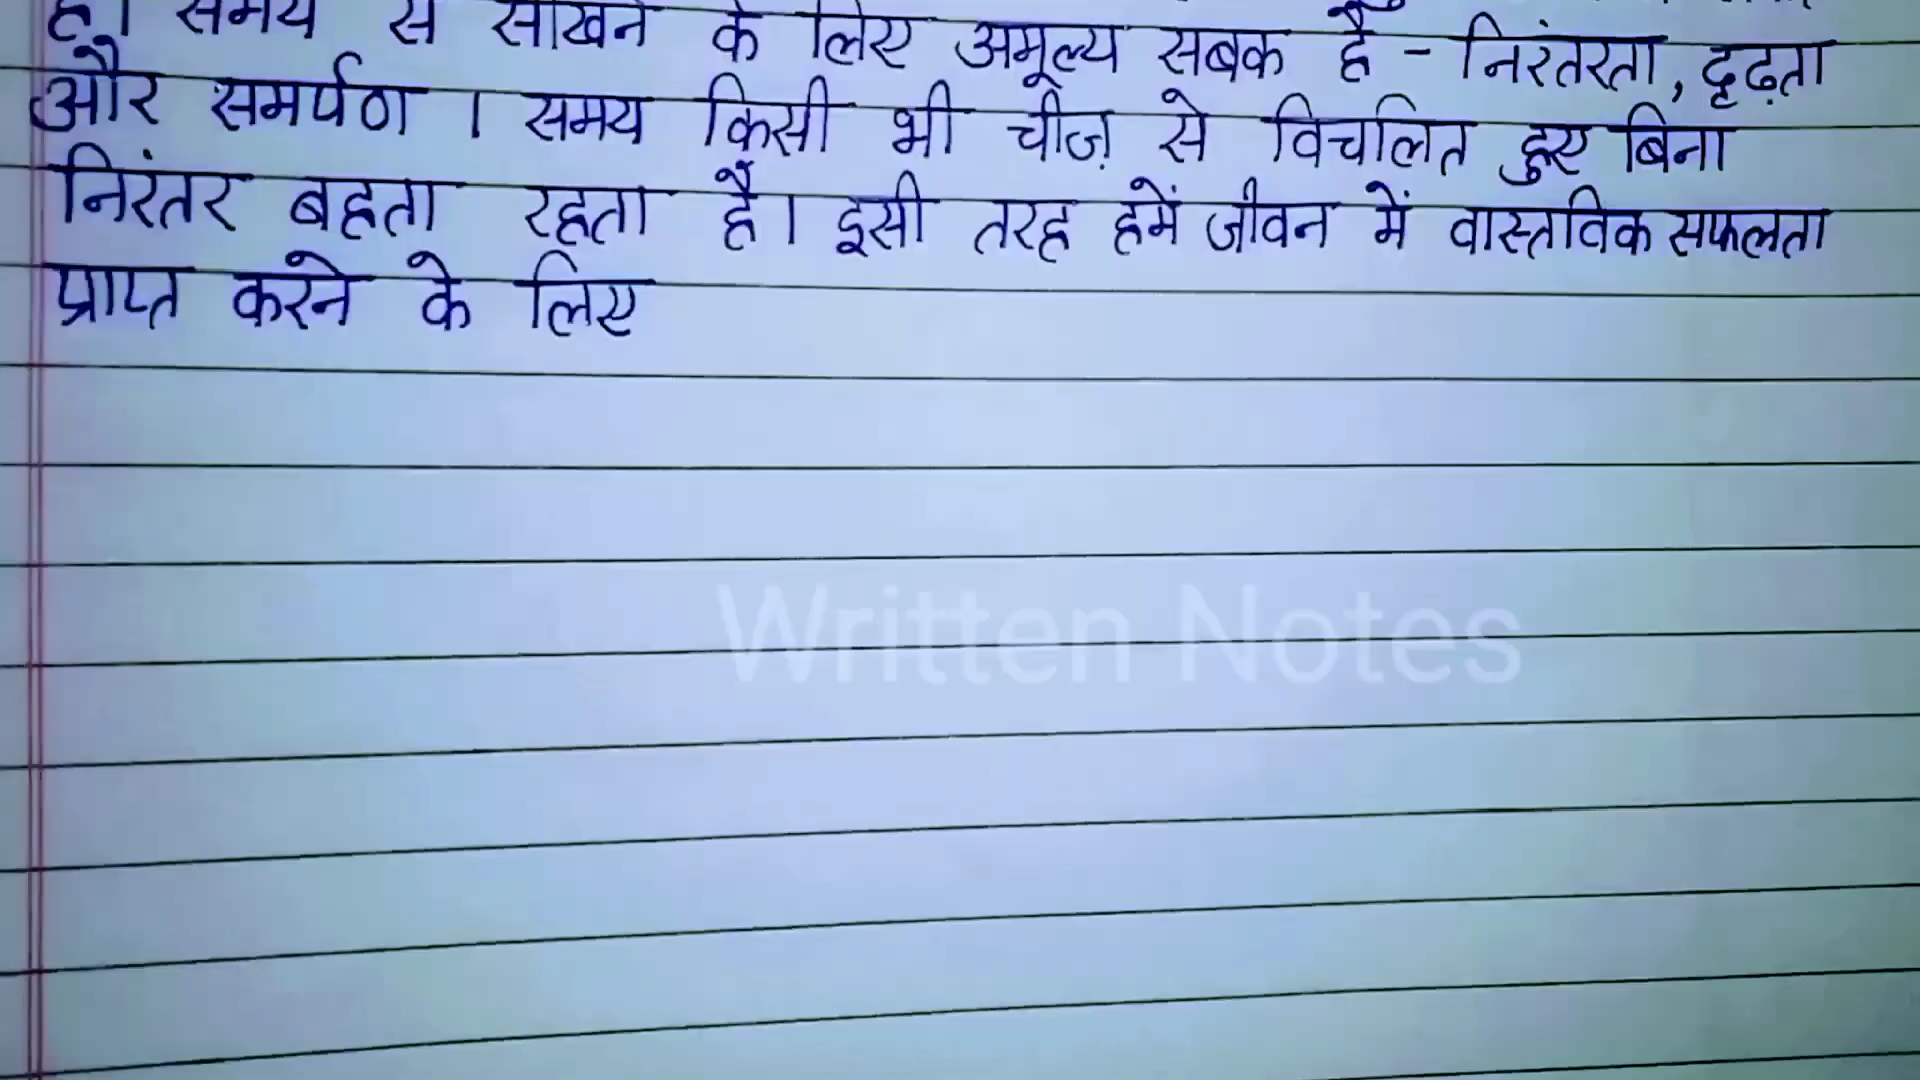 है। समय से सीखने के लिए अमूल्य सबक है - निरंतरता, दृढ़ता
और समर्पण । समय किसी भी चीज़ से विचलित हुए बिना
निरंतर बहता रहता है। इसी तरह हमें जीवन में वास्तविक सफलता
प्राप्त करने के लिए
Written Notes